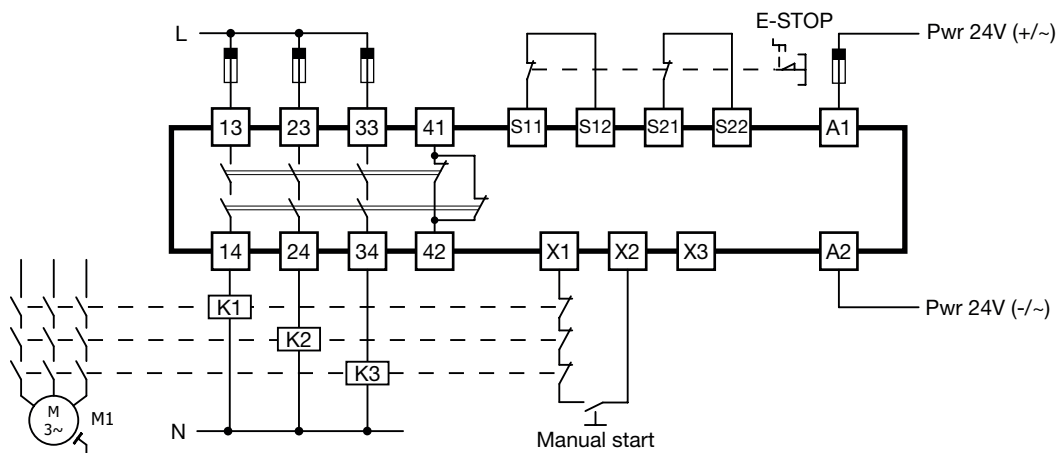 E-STOP
L
Pwr 24V (+/~)
13 23 33 41 S11 S12 S21 S22 A1
14 24 34 42 X1 X2 X3 A2
K1
Pwr 24V (-/~)
K2
K3
M
3~
M1
N
Manual start